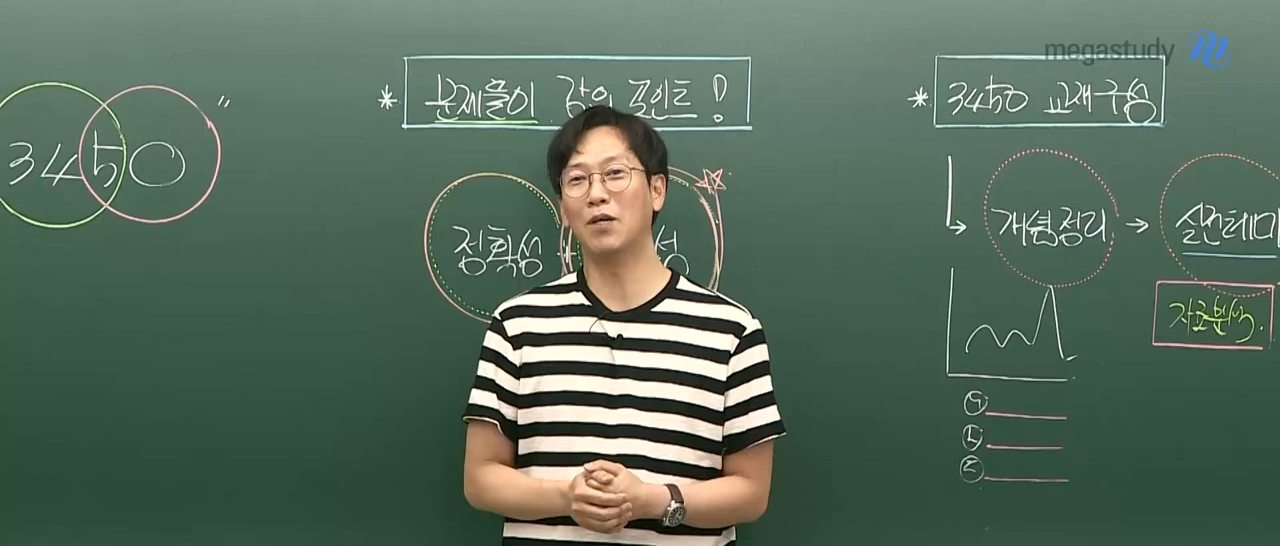 megastudy
3450 "
* 문제풀이 강의 포인트!
* 3450 교재구성
정확성 + 성
개념정리 → 실전테마
자료분석.
ㄱ
ㄴ
ㄷ